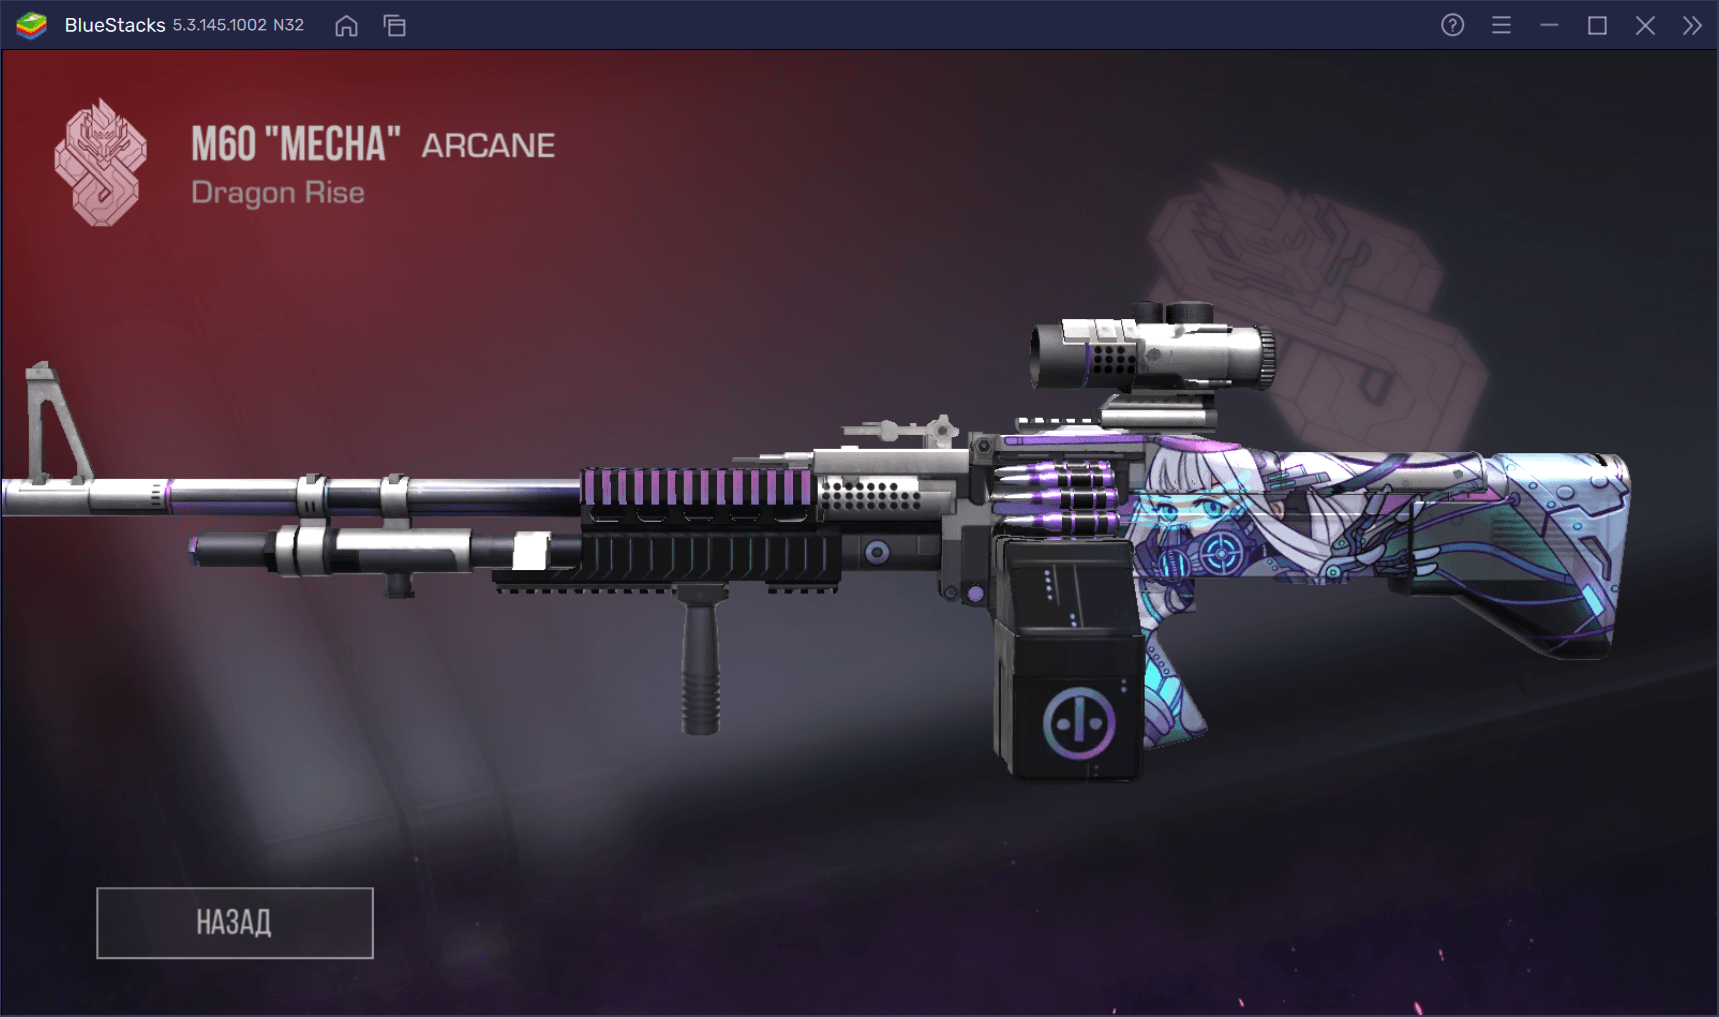 BlueStacks 5.3.145.1002 N32
M60 "MECHA" ARCANE
Dragon Rise
НАЗАД